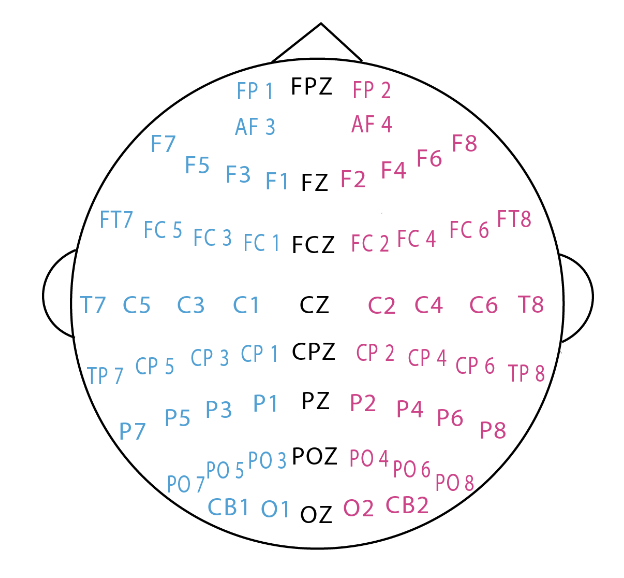 FP 1 FPZ FP 2
AF 3 AF 4
F7 F5 F3 F1 FZ F2 F4 F6 F8
FT7 FC 5 FC 3 FC 1 FCZ FC 2 FC 4 FC 6 FT8
T7 C5 C3 C1 CZ C2 C4 C6 T8
TP 7 CP 5 CP 3 CP 1 CPZ CP 2 CP 4 CP 6 TP 8
P7 P5 P3 P1 PZ P2 P4 P6 P8
PO 7 PO 5 PO 3 POZ PO 4 PO 6 PO 8
CB1 O1 OZ O2 CB2